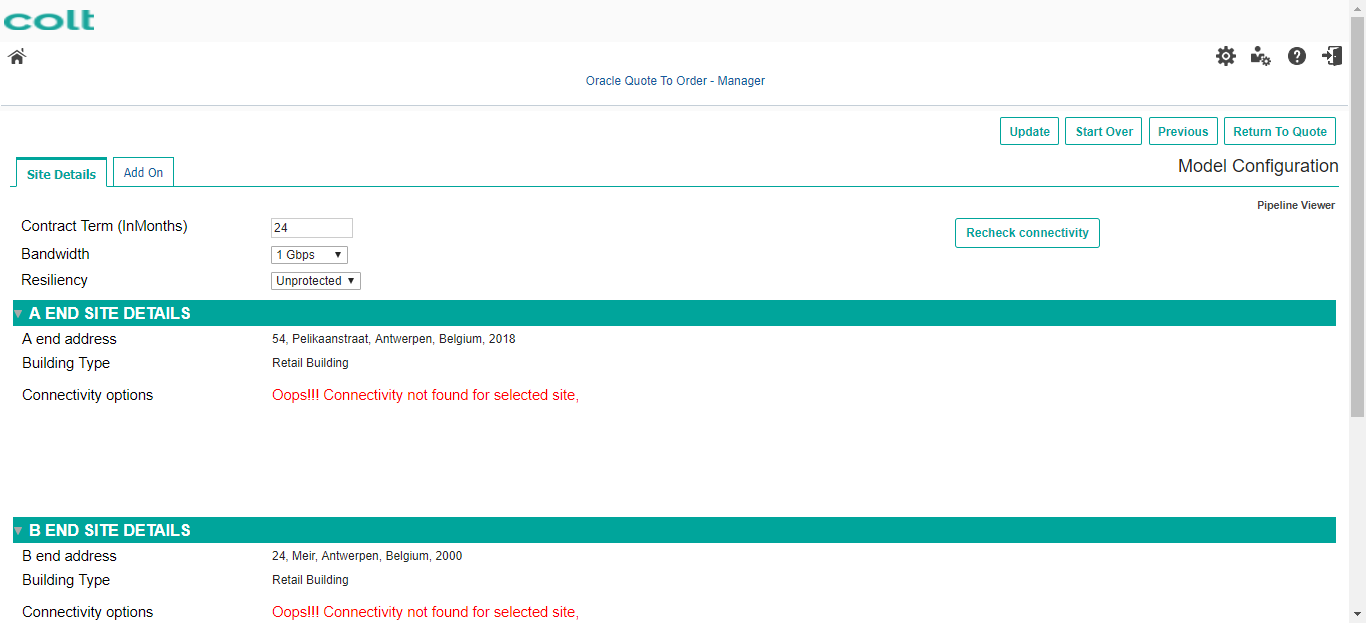 colt
Oracle Quote To Order - Manager
Update Start Over Previous Return To Quote
Site Details Add On Model Configuration
Pipeline Viewer
Contract Term (InMonths) 24 Recheck connectivity
Bandwidth 1 Gbps
Resiliency Unprotected
A END SITE DETAILS
A end address 54, Pelikaanstraat, Antwerpen, Belgium, 2018
Building Type Retail Building
Connectivity options Oops!!! Connectivity not found for selected site,
B END SITE DETAILS
B end address 24, Meir, Antwerpen, Belgium, 2000
Building Type Retail Building
Connectivity options Oops!!! Connectivity not found for selected site,